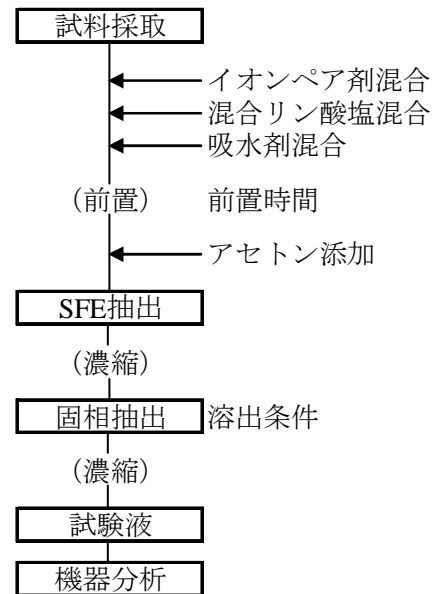 試料採取
イオンペア剤混合
混合リン酸塩混合
吸水剤混合
(前置) 前置時間
アセトン添加
SFE抽出
(濃縮)
固相抽出 溶出条件
(濃縮)
試験液
機器分析